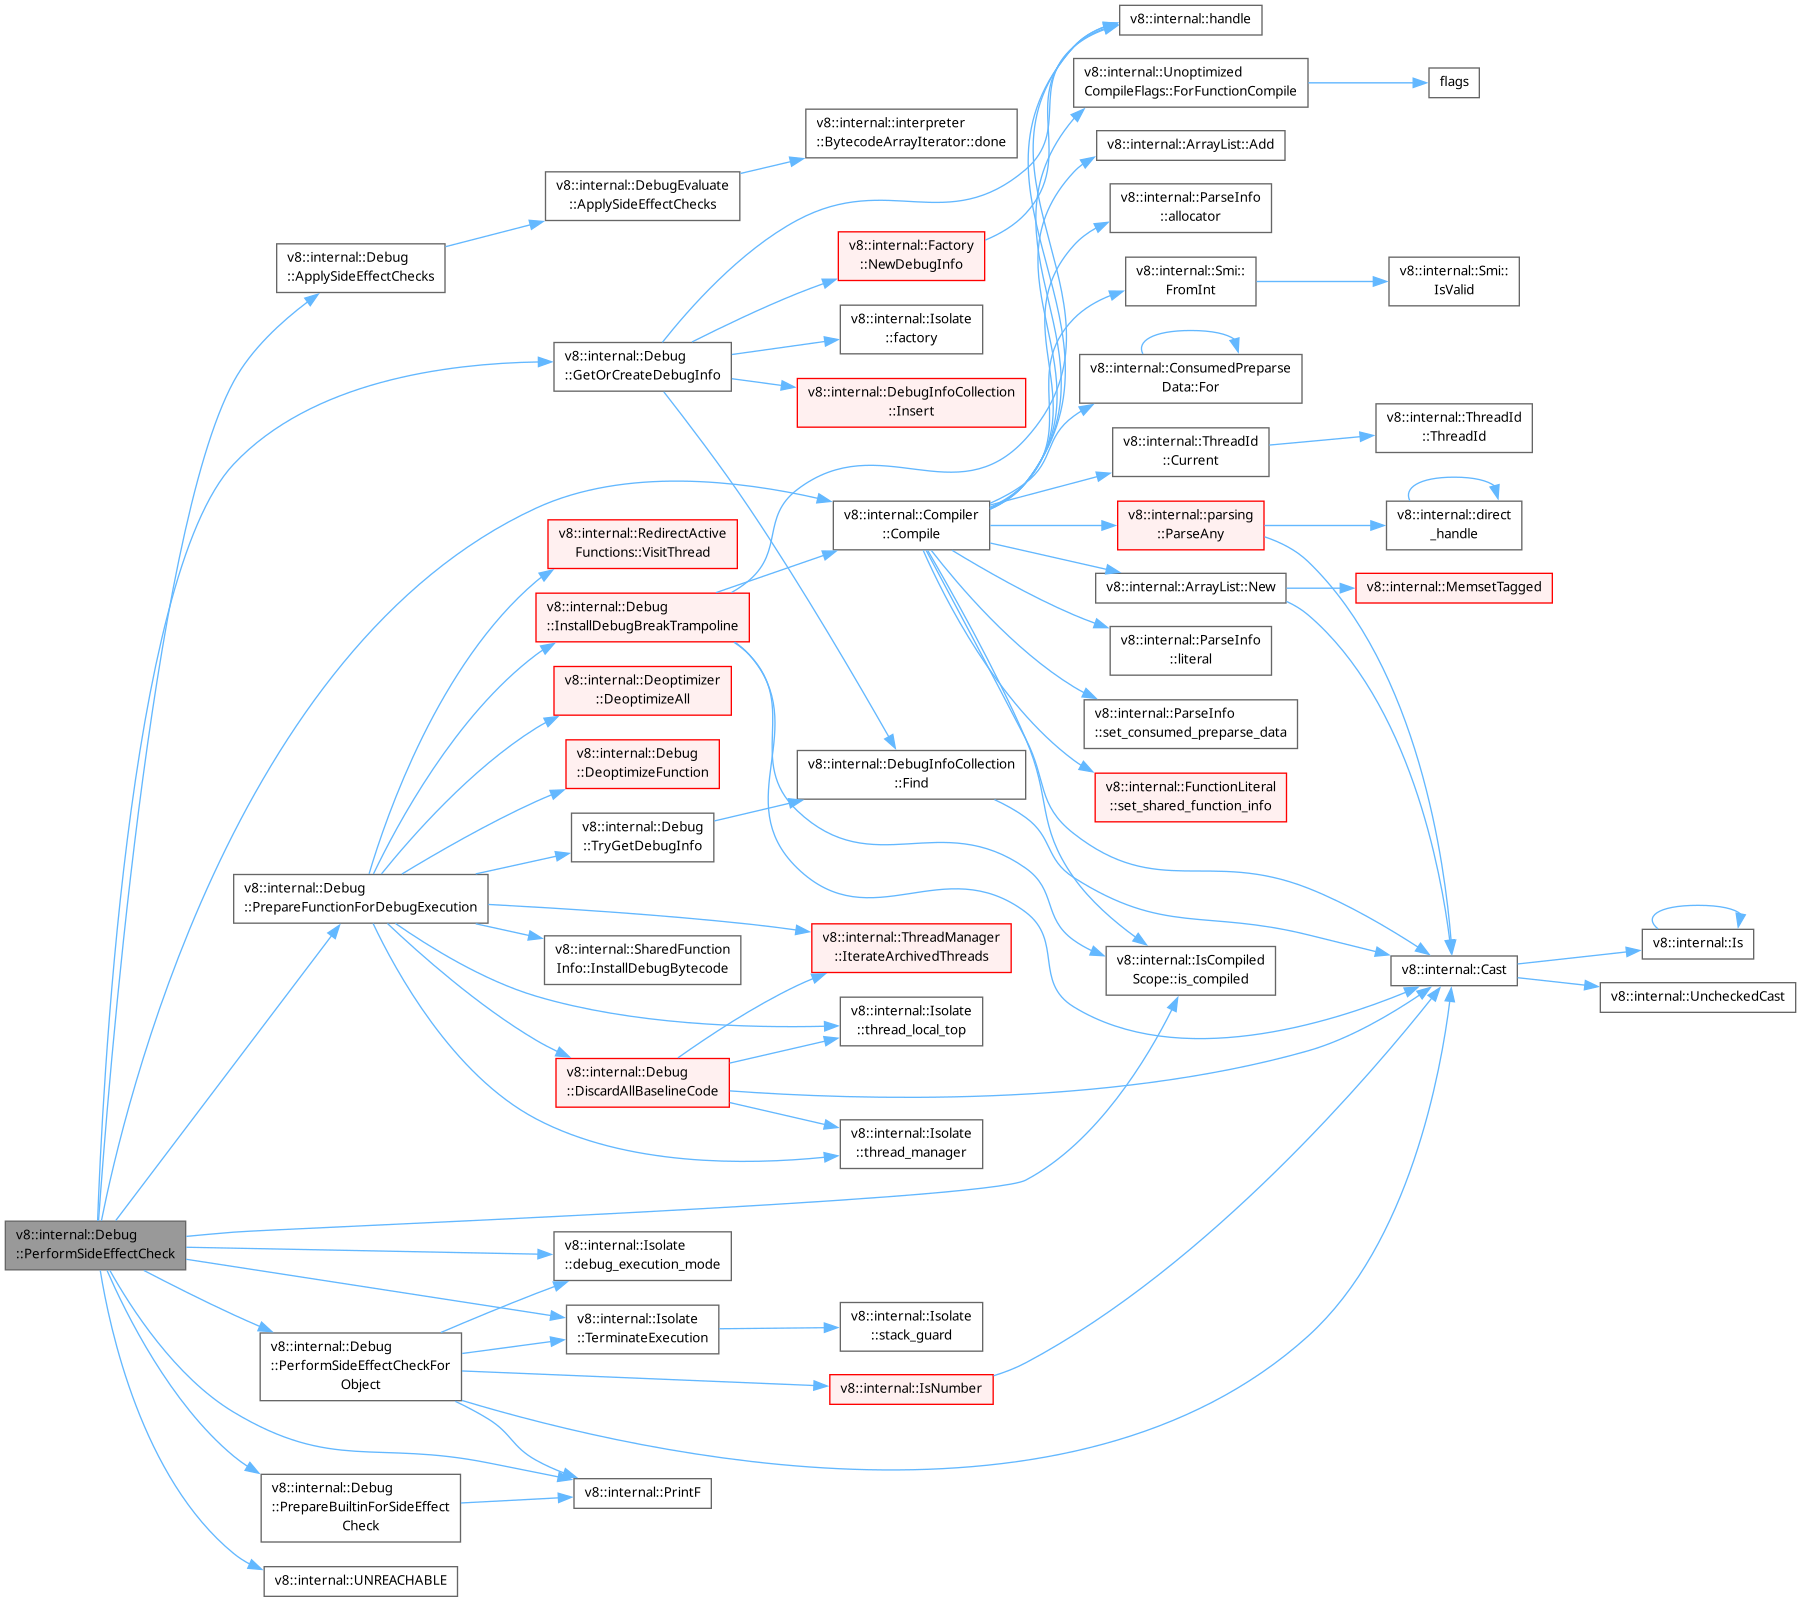 v8::internal::Debug
::PerformSideEffectCheck
v8::internal::Debug
::ApplySideEffectChecks
v8::internal::DebugEvaluate
::ApplySideEffectChecks
v8::internal::interpreter
::BytecodeArrayIterator::done
v8::internal::Debug
::GetOrCreateDebugInfo
v8::internal::Factory
::NewDebugInfo
v8::internal::Isolate
::factory
v8::internal::DebugInfoCollection
::Insert
v8::internal::handle
v8::internal::Unoptimized
CompileFlags::ForFunctionCompile
flags
v8::internal::ArrayList::Add
v8::internal::ParseInfo
::allocator
v8::internal::Smi::
FromInt
v8::internal::Smi::
IsValid
v8::internal::ConsumedPreparse
Data::For
v8::internal::ThreadId
::Current
v8::internal::ThreadId
::ThreadId
v8::internal::Compiler
::Compile
v8::internal::parsing
::ParseAny
v8::internal::direct
_handle
v8::internal::ArrayList::New
v8::internal::MemsetTagged
v8::internal::ParseInfo
::literal
v8::internal::ParseInfo
::set_consumed_preparse_data
v8::internal::FunctionLiteral
::set_shared_function_info
v8::internal::RedirectActive
Functions::VisitThread
v8::internal::Debug
::InstallDebugBreakTrampoline
v8::internal::Deoptimizer
::DeoptimizeAll
v8::internal::Debug
::DeoptimizeFunction
v8::internal::Debug
::TryGetDebugInfo
v8::internal::DebugInfoCollection
::Find
v8::internal::Debug
::PrepareFunctionForDebugExecution
v8::internal::SharedFunction
Info::InstallDebugBytecode
v8::internal::ThreadManager
::IterateArchivedThreads
v8::internal::Isolate
::thread_local_top
v8::internal::Debug
::DiscardAllBaselineCode
v8::internal::Isolate
::thread_manager
v8::internal::IsCompiled
Scope::is_compiled
v8::internal::Cast
v8::internal::Is
v8::internal::UncheckedCast
v8::internal::Isolate
::debug_execution_mode
v8::internal::Isolate
::TerminateExecution
v8::internal::Isolate
::stack_guard
v8::internal::Debug
::PerformSideEffectCheckFor
Object
v8::internal::IsNumber
v8::internal::Debug
::PrepareBuiltinForSideEffect
Check
v8::internal::PrintF
v8::internal::UNREACHABLE